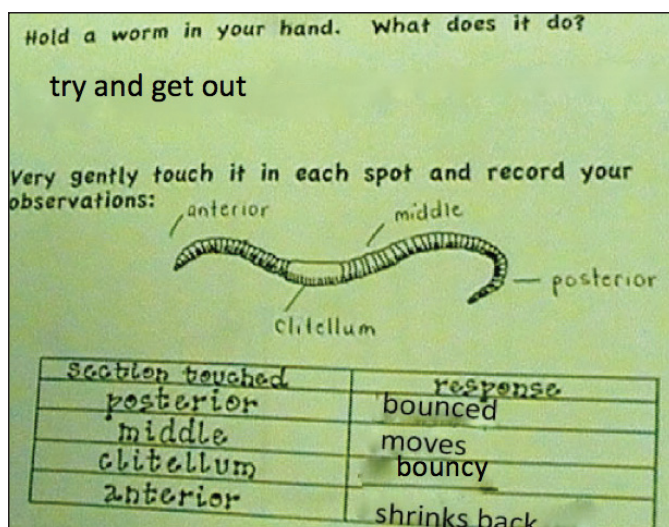 Hold a worm in your hand. What does it do?
try and get out
Very gently touch it in each spot and record your
observations:
anterior
middle
posterior
Clitellum
section touched response
posterior bounced
middle moves
clitellum bouncy
anterior shrinks back